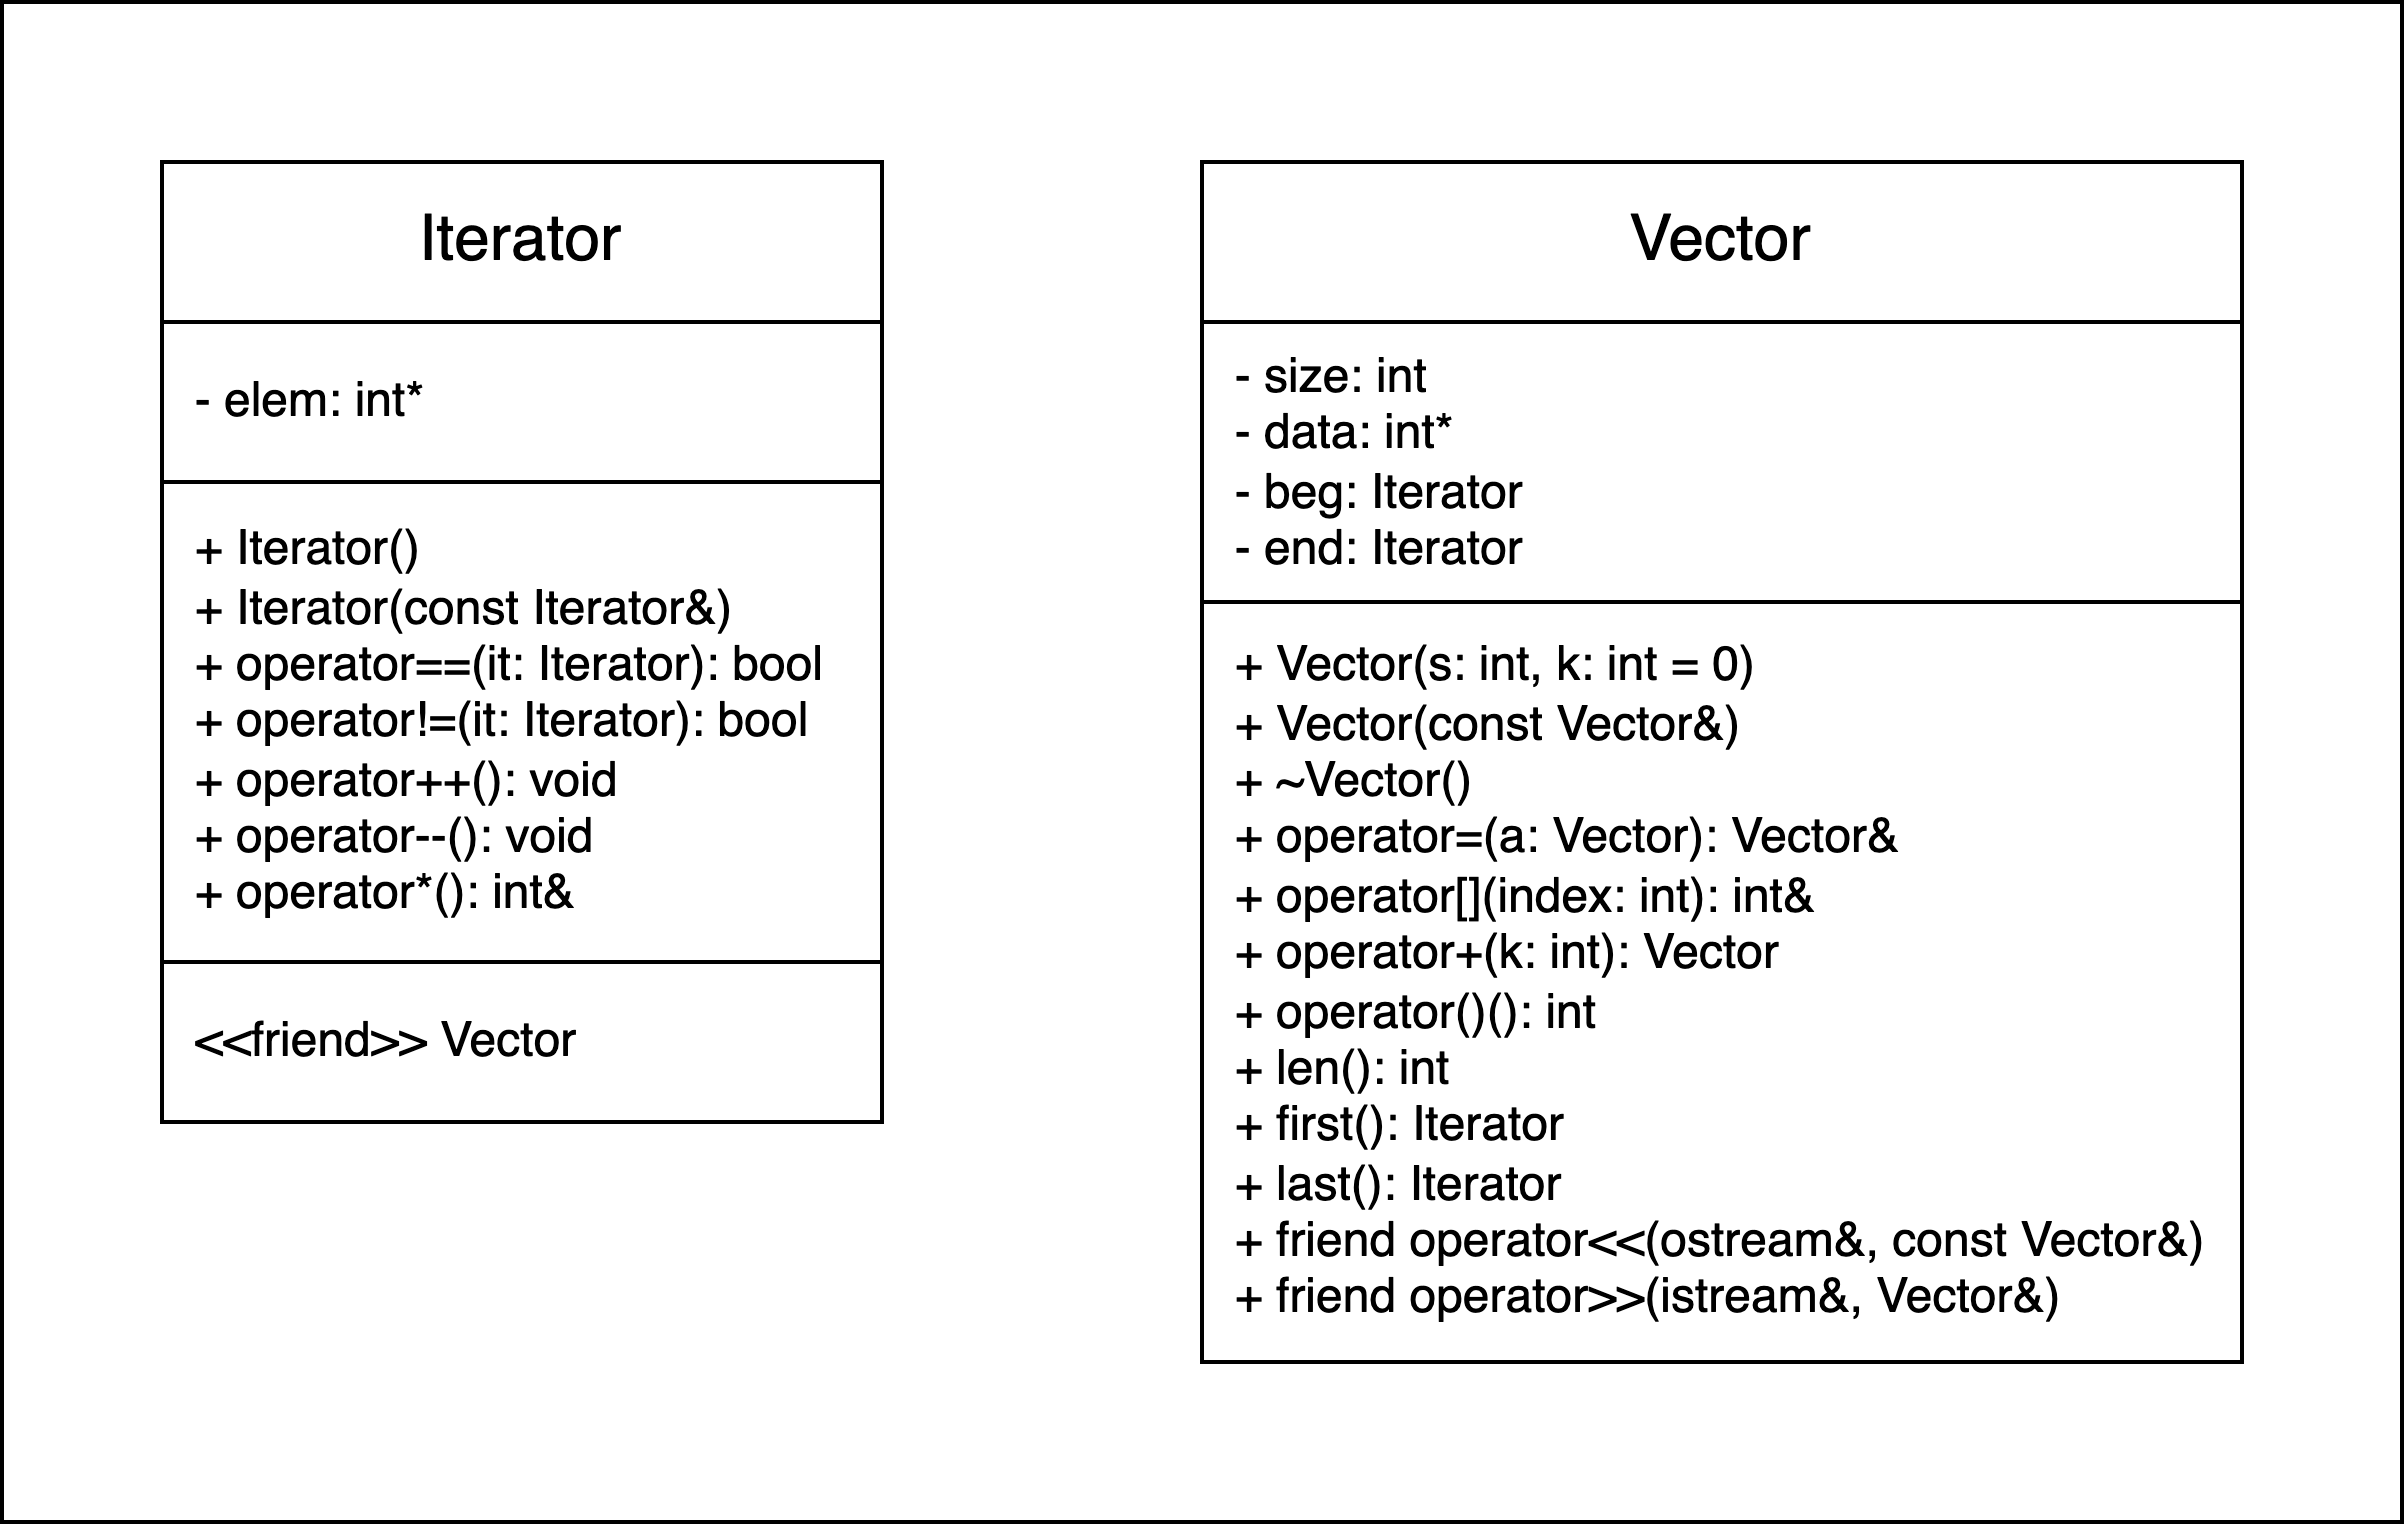 Iterator
- elem: int*
+ Iterator()
+ Iterator(const Iterator&)
+ operator==(it: Iterator): bool
+ operator!=(it: Iterator): bool
+ operator++(): void
+ operator--(): void
+ operator*(): int&
<<friend>> Vector
Vector
- size: int
- data: int*
- beg: Iterator
- end: Iterator
+ Vector(s: int, k: int = 0)
+ Vector(const Vector&)
+ ~Vector()
+ operator=(a: Vector): Vector&
+ operator[](index: int): int&
+ operator+(k: int): Vector
+ operator()(): int
+ len(): int
+ first(): Iterator
+ last(): Iterator
+ friend operator<<(ostream&, const Vector&)
+ friend operator>>(istream&, Vector&)